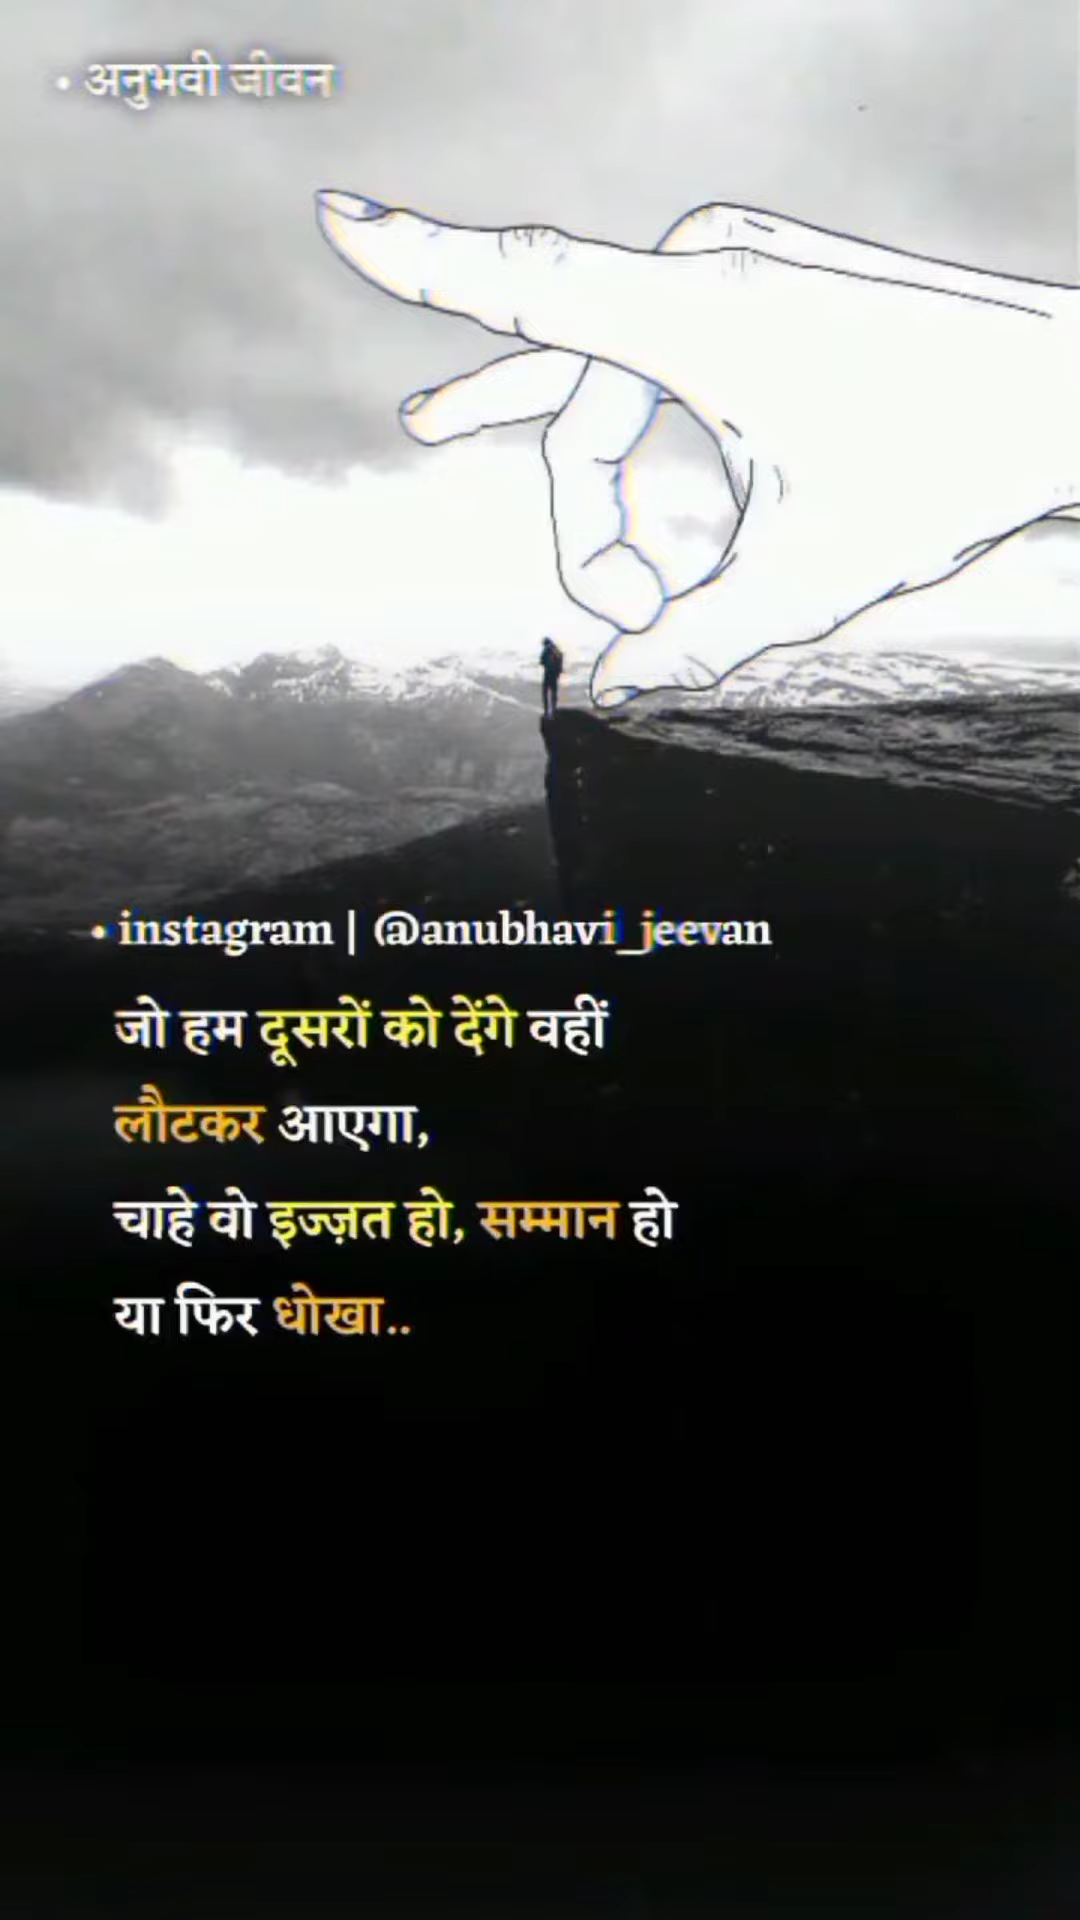 • अनुभवी जीवन
• instagram | @anubhavi_jeevan
जो हम दूसरों को देंगे वहीं
लौटकर आएगा,
चाहे वो इज्ज़त हो, सम्मान हो
या फिर धोखा..